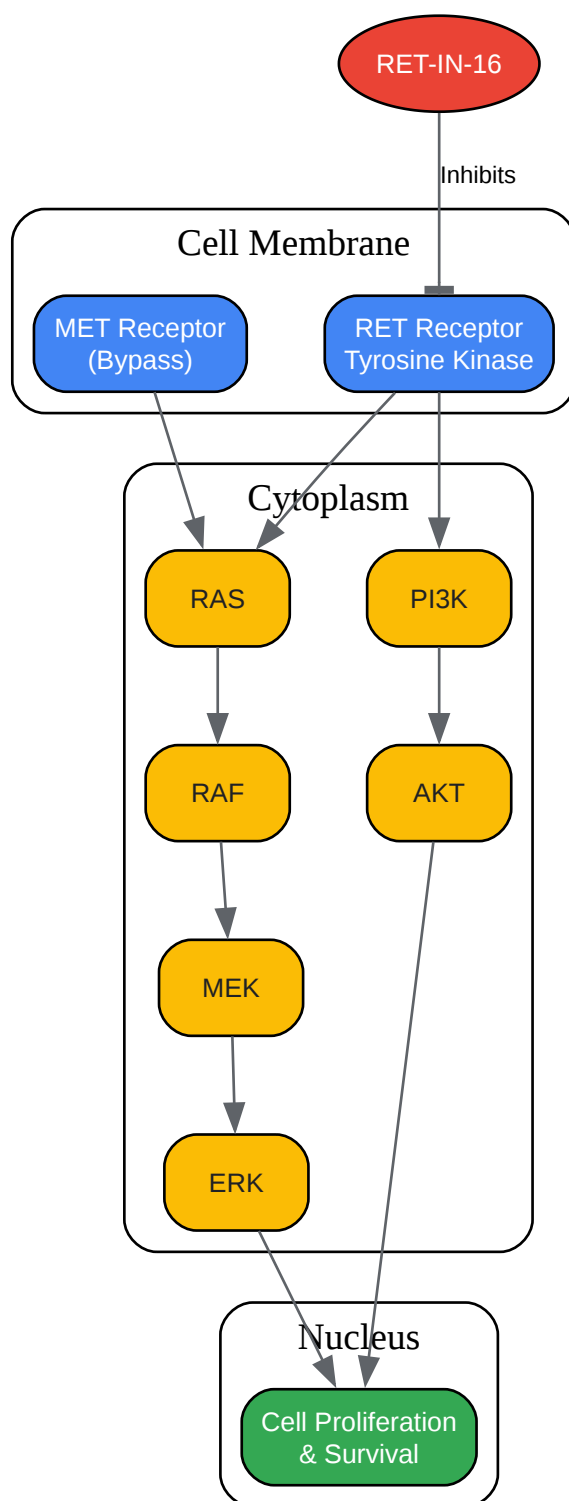 RET-IN-16
Inhibits
Cell Membrane
MET Receptor
(Bypass)
RET Receptor
Tyrosine Kinase
Cytoplasm
RAS
PI3K
RAF
AKT
MEK
ERK
Nucleus
Cell Proliferation
& Survival